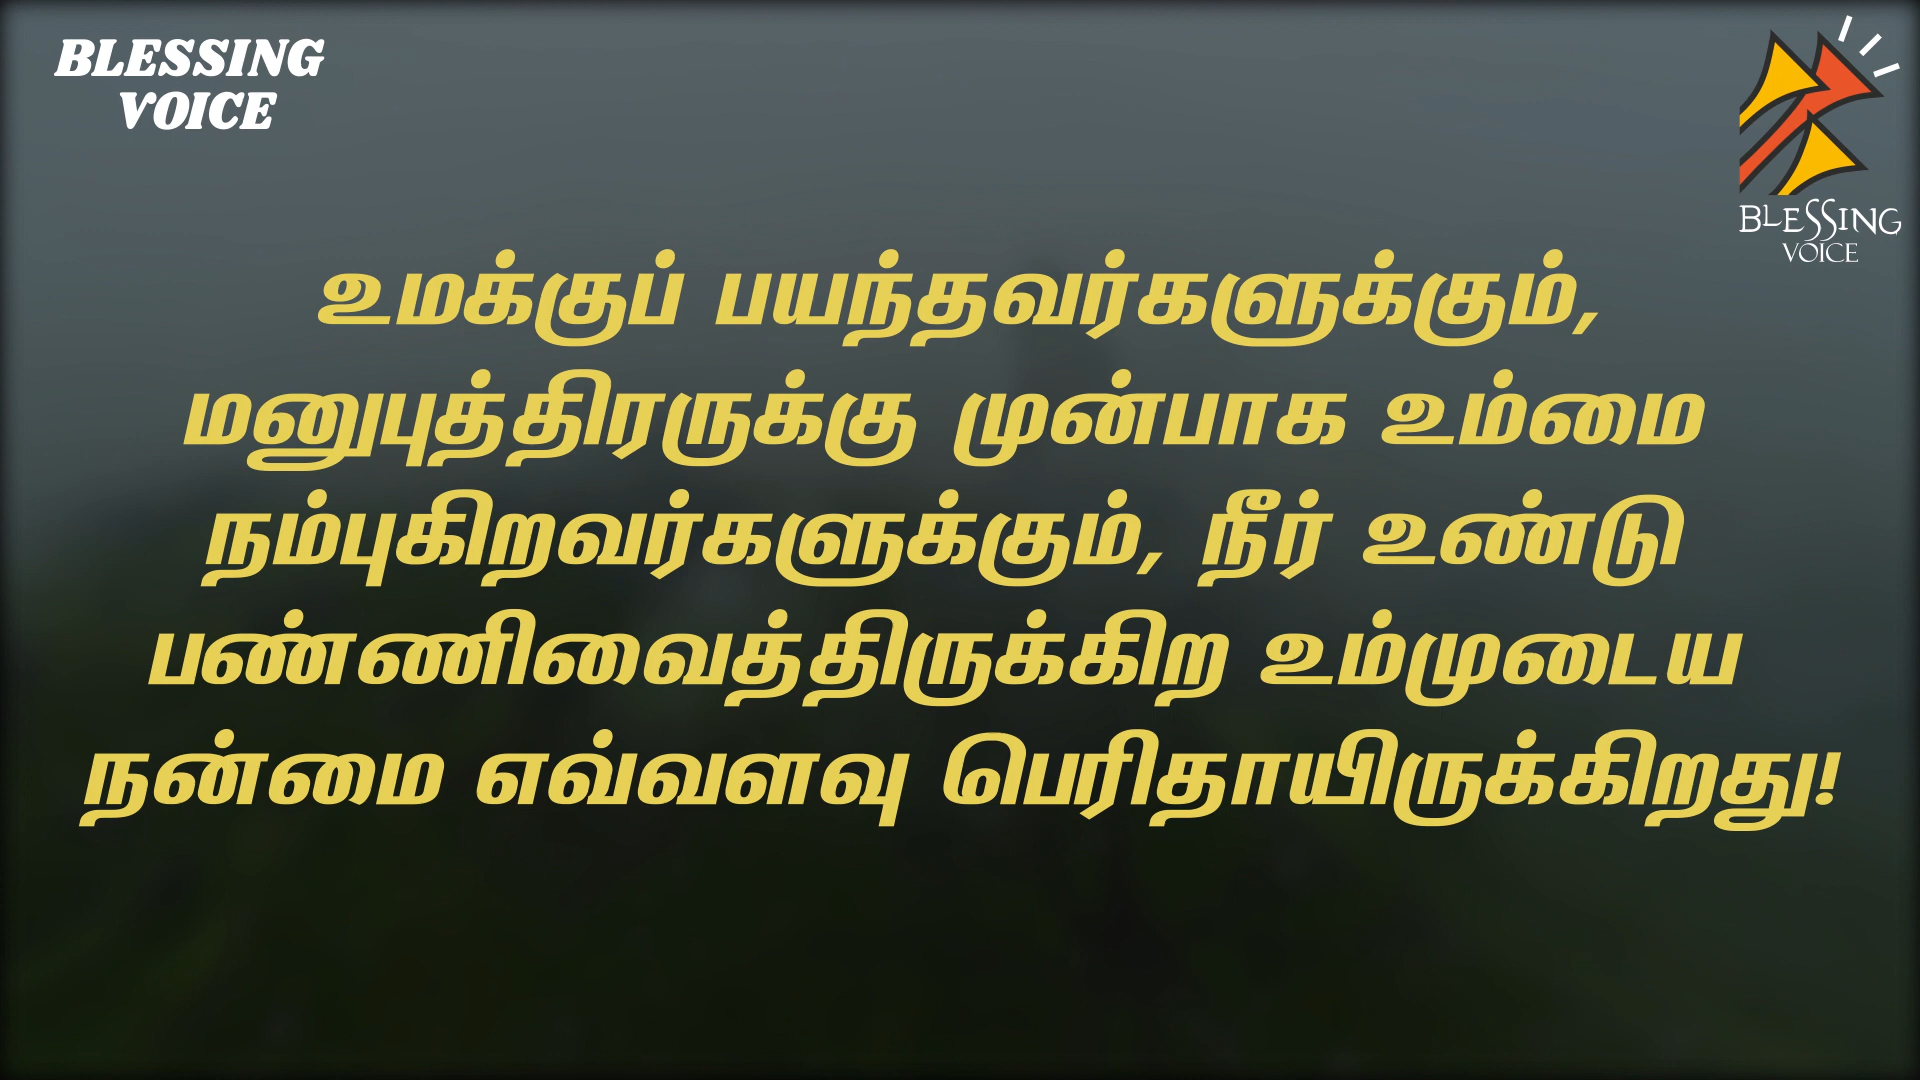 BLESSING
VOICE
BLESSING
VOICE
உமக்குப் பயந்தவர்களுக்கும்,
மனுபுத்திரருக்கு முன்பாக உம்மை
நம்புகிறவர்களுக்கும், நீர் உண்டு
பண்ணிவைத்திருக்கிற உம்முடைய
நன்மை எவ்வளவு பெரிதாயிருக்கிறது!